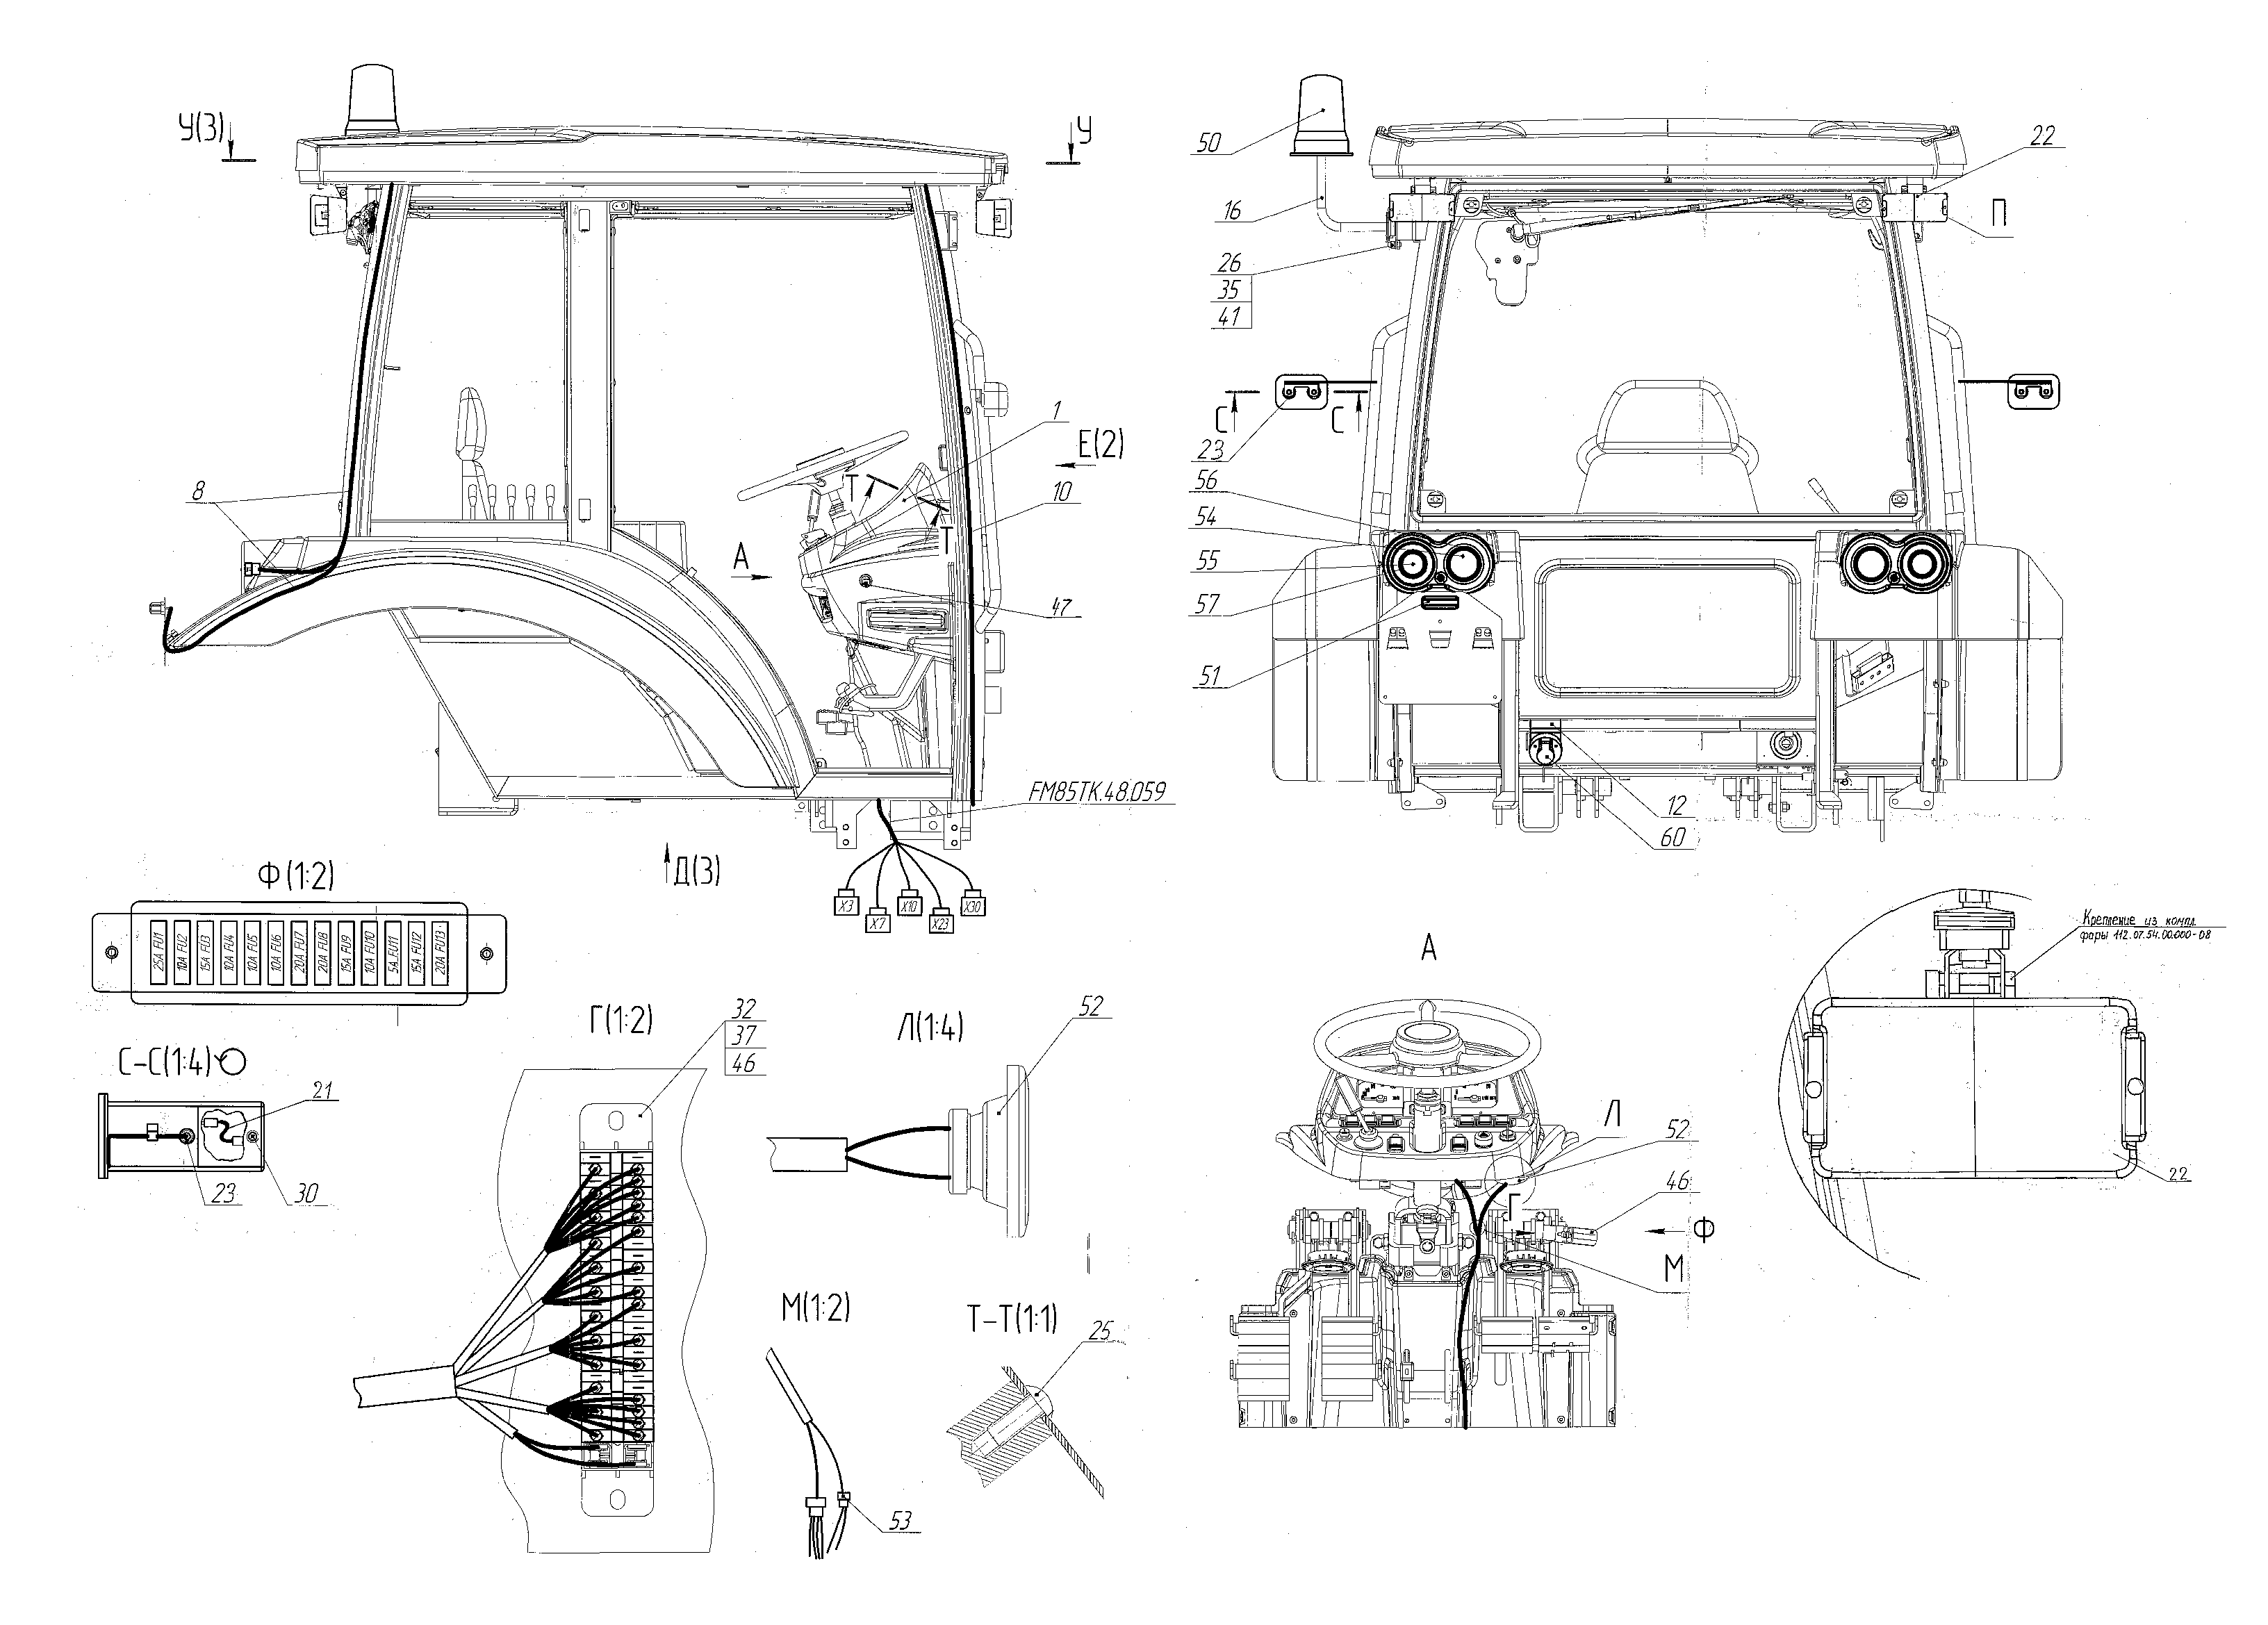 У(3)
У
8
1
Е(2)
10
Т
Т
А
47
FM85TK.48.059
Д(3)
X3
X7
X10
X23
X30
50
16
26
35
41
22
П
С
С
23
56
54
55
57
51
12
60
Ф(1:2)
25A FU1
10A FU2
15A FU3
10A FU4
10A FU5
10A FU6
20A FU7
20A FU8
15A FU9
10A FU10
5A FU11
15A FU12
20A FU13
С-С(1:4)
21
23
30
Г(1:2)
32
37
46
Л(1:4)
52
М(1:2)
53
Т-Т(1:1)
25
А
Л
52
46
Г
Ф
М
Крепление из компл.
фары 112.07.54.00.000-08
22